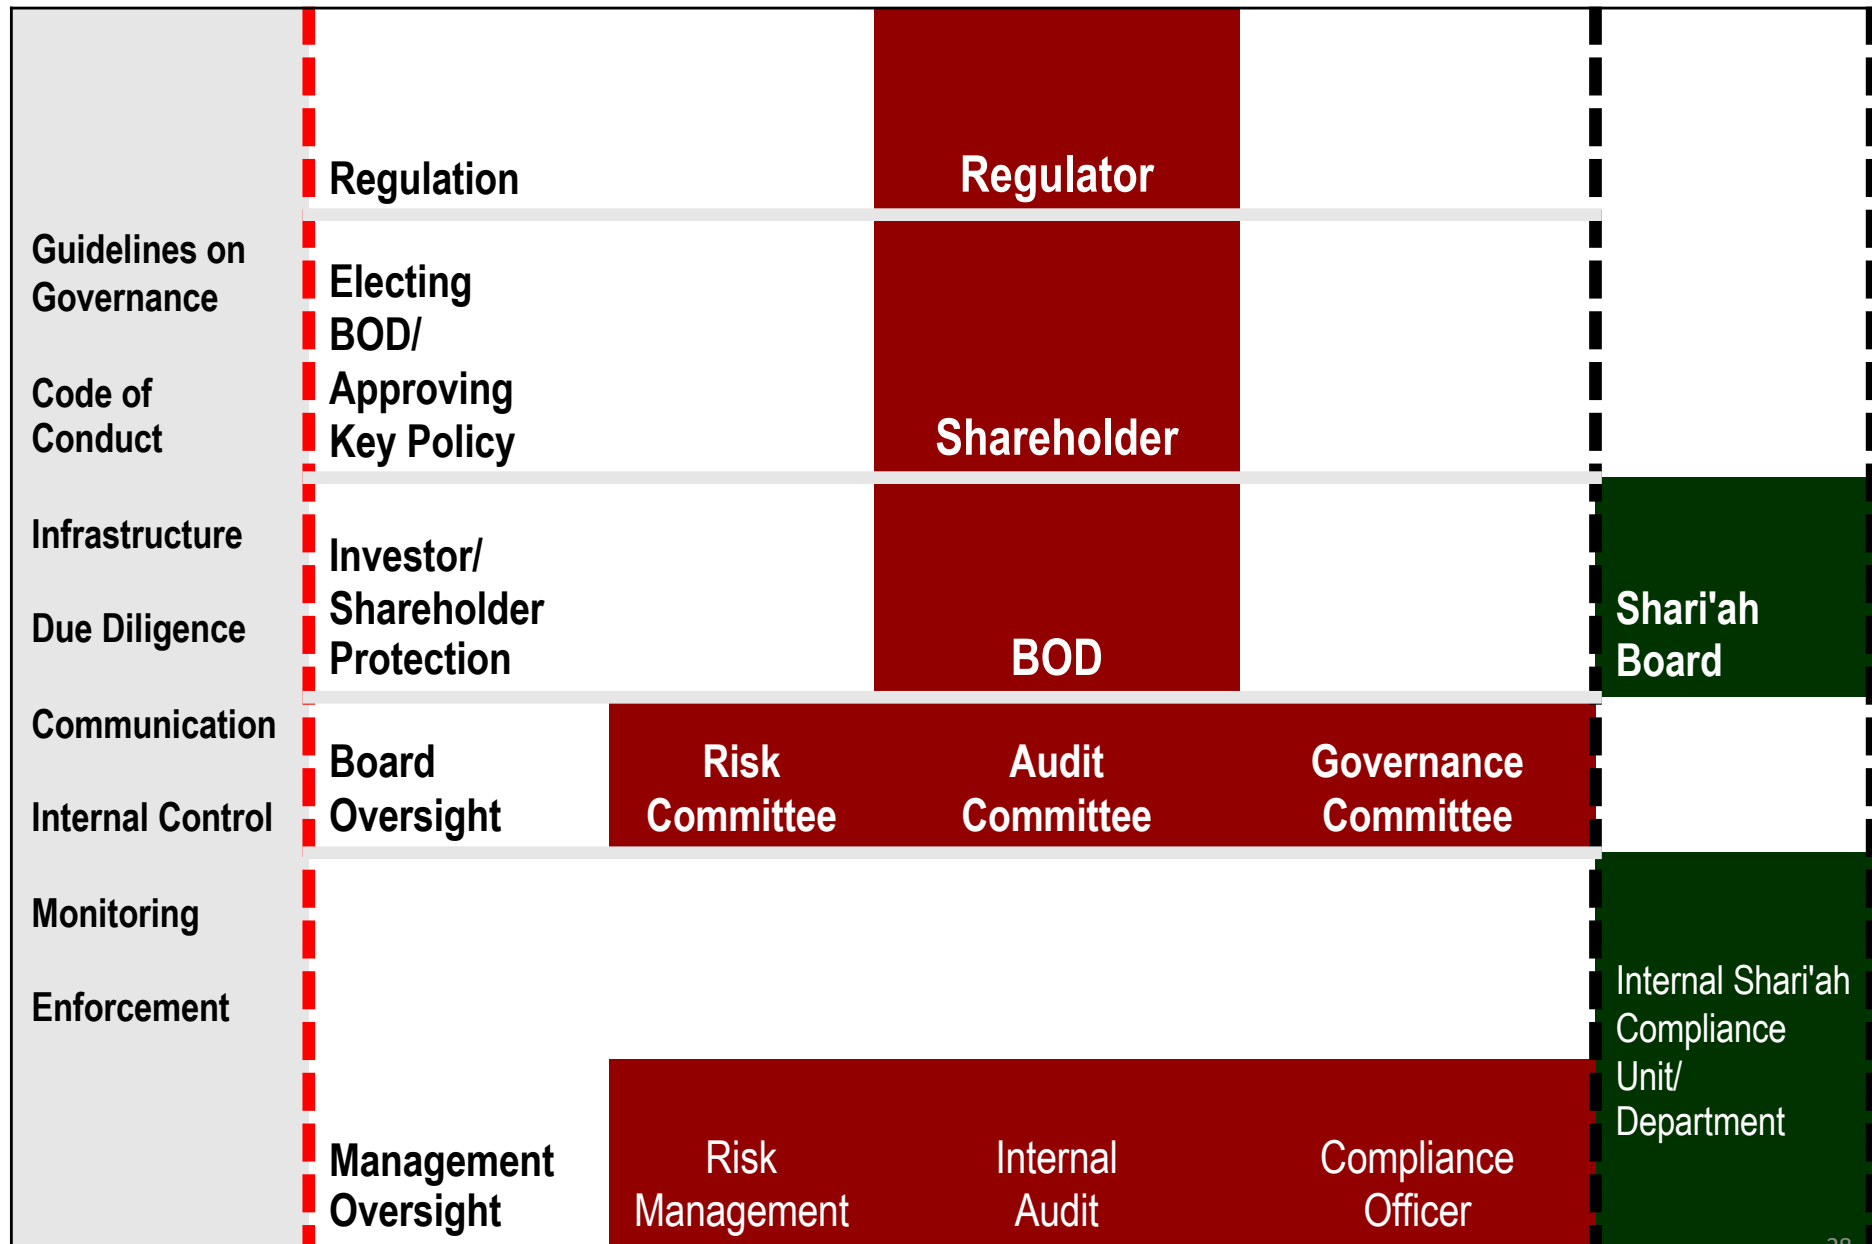 Guidelines on
Governance
Code of
Conduct
Infrastructure
Due Diligence
Communication
Internal Control
Monitoring
Enforcement
Regulation
Regulator
Electing
BOD/
Approving
Key Policy
Shareholder
Investor/
Shareholder
Protection
BOD
Shari'ah
Board
Board
Oversight
Risk
Committee
Audit
Committee
Governance
Committee
Management
Oversight
Risk
Management
Internal
Audit
Compliance
Officer
Internal Shari'ah
Compliance
Unit/
Department